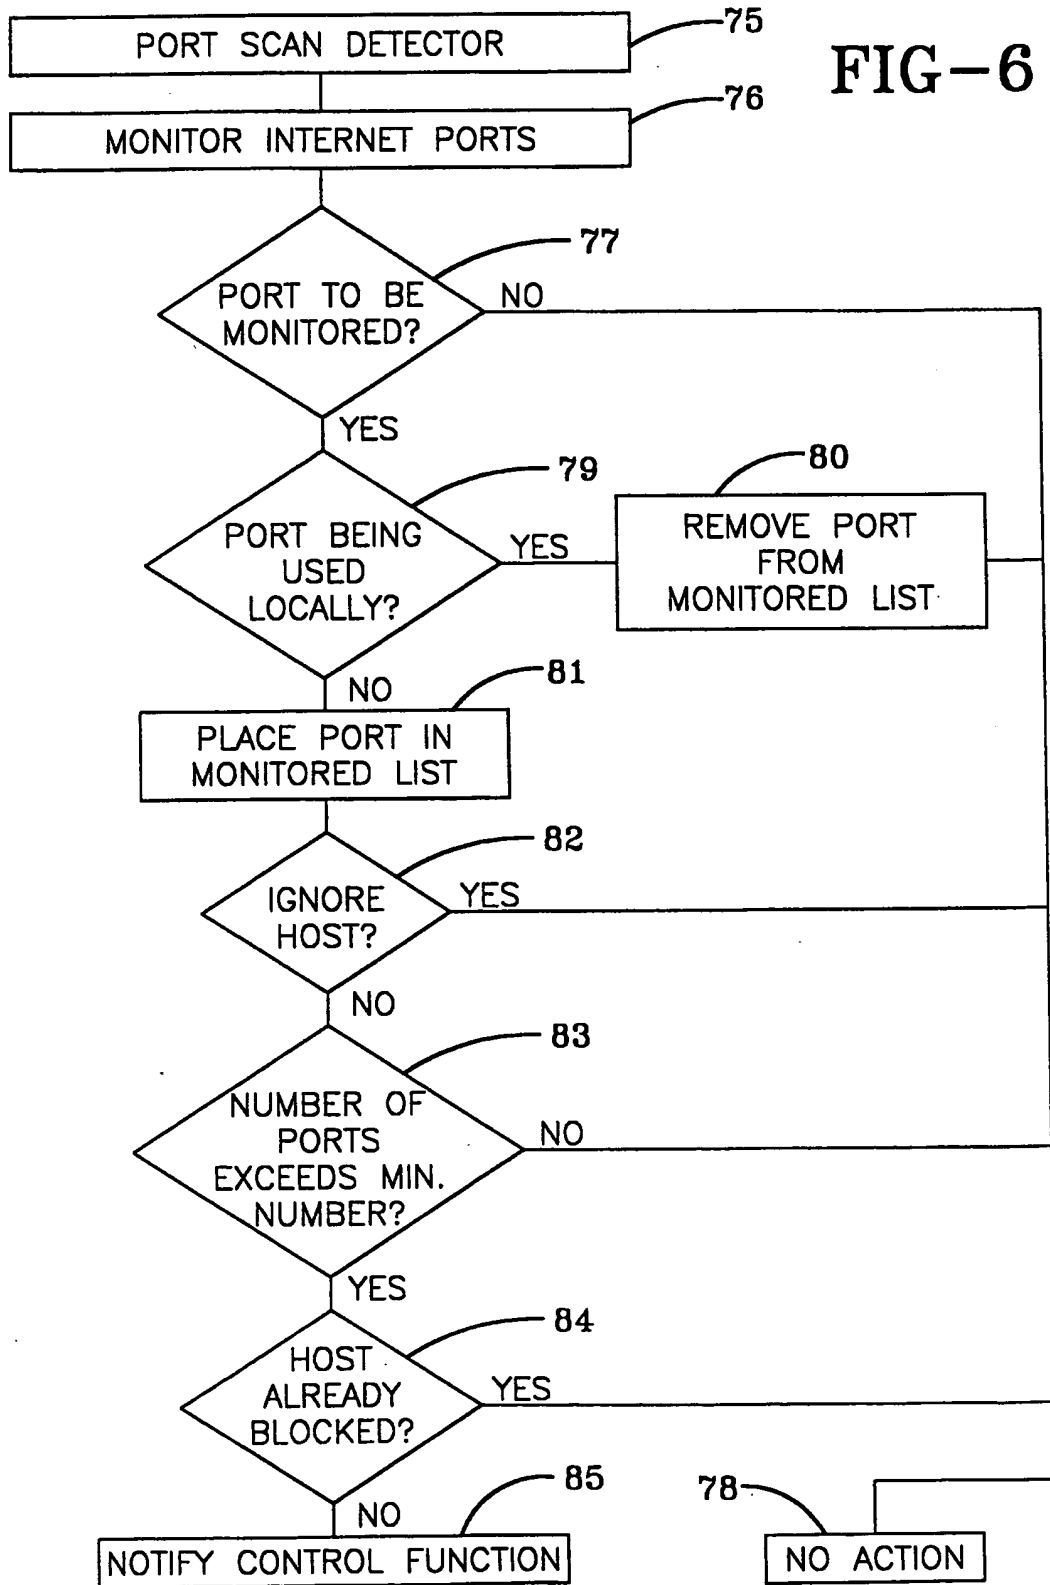 PORT SCAN DETECTOR
75
FIG-6
MONITOR INTERNET PORTS
76
PORT TO BE
MONITORED?
77
NO
YES
PORT BEING
USED
LOCALLY?
79
YES
80
REMOVE PORT
FROM
MONITORED LIST
NO
81
PLACE PORT IN
MONITORED LIST
82
IGNORE
HOST?
YES
NO
83
NUMBER OF
PORTS
EXCEEDS MIN.
NUMBER?
NO
YES
84
HOST
ALREADY
BLOCKED?
YES
NO
85
NOTIFY CONTROL FUNCTION
78
NO ACTION